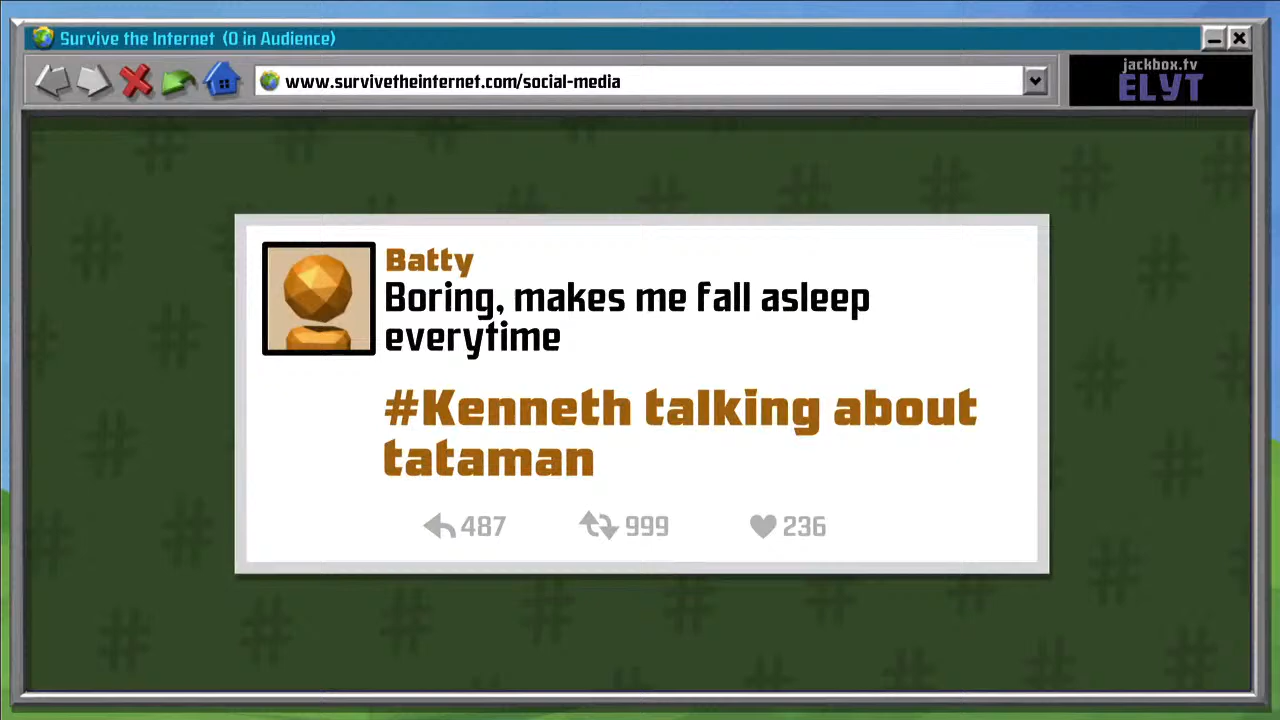 Survive the Internet (0 in Audience)
www.survivetheinternet.com/social-media
jackbox.tv
ELYT
Batty
Boring, makes me fall asleep
everytime
#Kenneth talking about
tataman
487 999 236